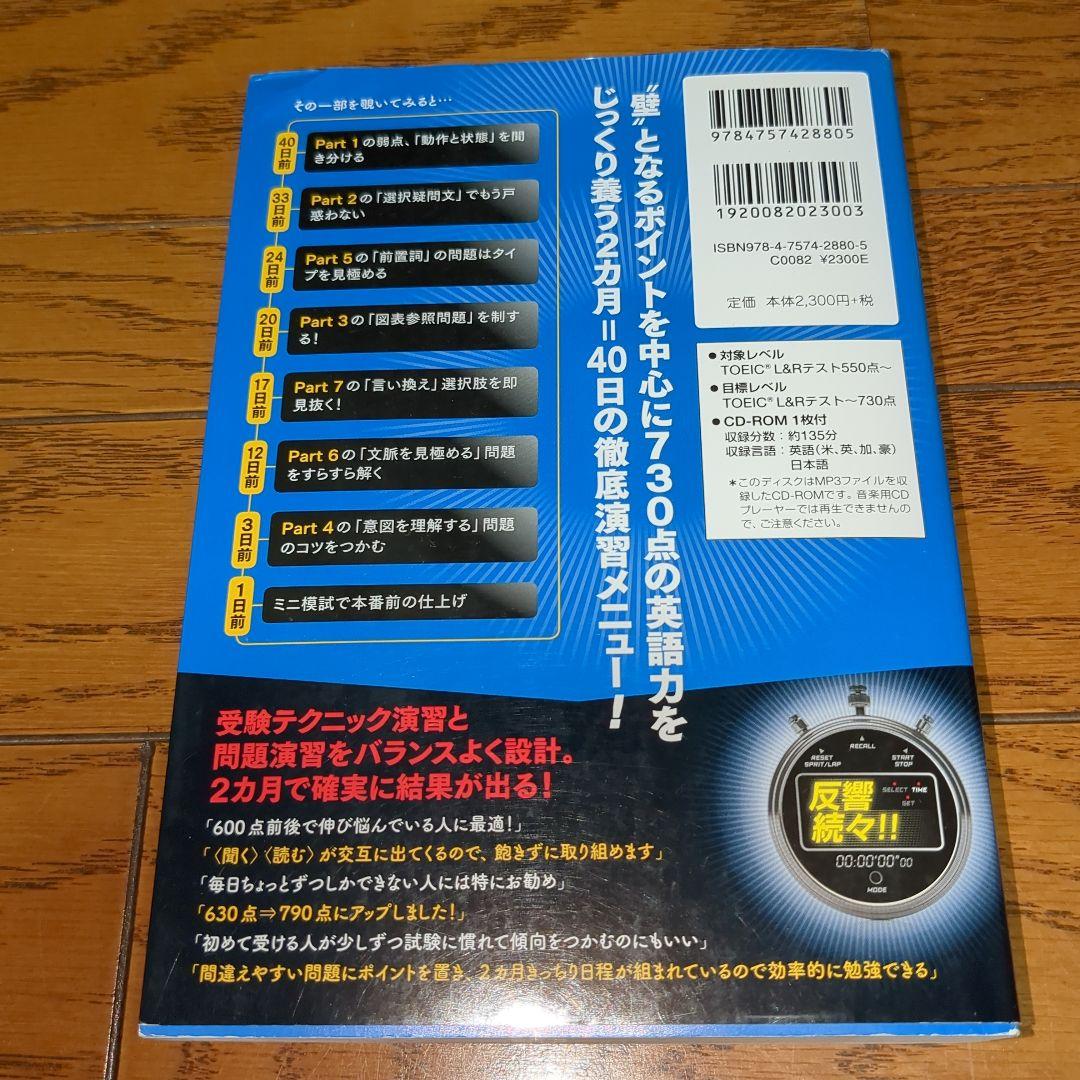 その一部を覗いてみると…
40日前
Part 1の弱点、「動作と状態」を聞
き分ける
33日前
Part 2の「選択疑問文」でもう戸
惑わない
24日前
Part 5の「前置詞」の問題はタイ
プを見極める
20日前
Part 3の「図表参照問題」を制す
る!
17日前
Part 7の「言い換え」選択肢を即
見抜く!
12日前
Part 6の「文脈を見極める」問題
をすらすら解く
3日前
Part 4の「意図を理解する」問題
のコツをつかむ
1日前
ミニ模試で本番前の仕上げ
“壁”となるポイントを中心に730点の英語力を
じっくり養う2カ月=40日の徹底演習メニュー!
9784757428805
1920082023003
ISBN978-4-7574-2880-5
C0082 ¥2300E
定価 本体2,300円+税
●対象レベル
TOEIC® L&Rテスト550点～
●目標レベル
TOEIC® L&Rテスト～730点
●CD-ROM 1枚付
収録分数:約135分
収録言語:英語(米、英、加、豪)
日本語
*このディスクはMP3ファイルを収
録したCD-ROMです。音楽用CD
プレーヤーでは再生できませんの
で、ご注意ください。
受験テクニック演習と
問題演習をバランスよく設計。
2カ月で確実に結果が出る!
「600点前後で伸び悩んでいる人に最適!」
「〈聞く〉〈読む〉が交互に出てくるので、飽きずに取り組めます」
「毎日ちょっとずつしかできない人には特にお勧め」
「630点⇒790点にアップしました!」
「初めて受ける人が少しずつ試験に慣れて傾向をつかむのにもいい」
「間違えやすい問題にポイントを置き、2カ月きっちり日程が組まれているので効率的に勉強できる」
RECALL
RESET
SPRIT/LAP
START
STOP
SELECT TIME
SET
反響
続々!!
00:00'00"00
MODE